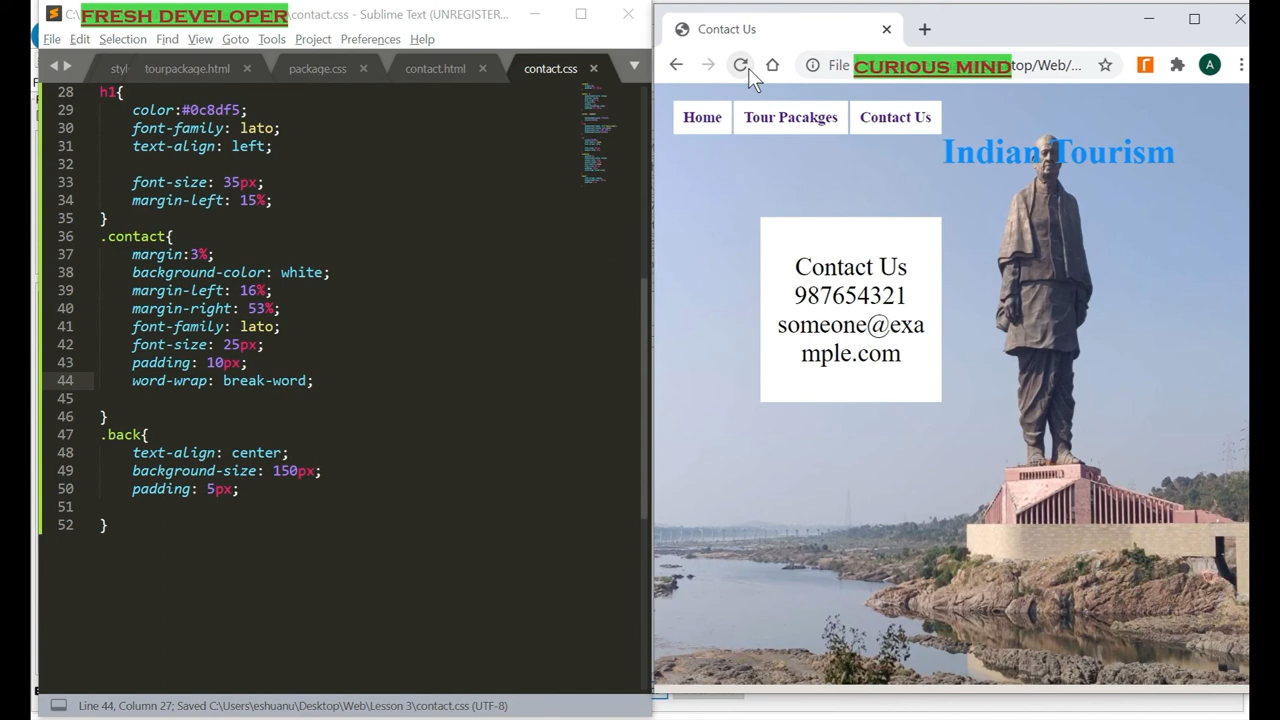 FRESH DEVELOPER
C:\contact.css - Sublime Text (UNREGISTER...
File Edit Selection Find View Goto Tools Project Preferences Help
styl tourpackage.html package.css contact.html contact.css
28 h1{
29 color:#0c8df5;
30 font-family: lato;
31 text-align: left;
32
33 font-size: 35px;
34 margin-left: 15%;
35 }
36 .contact{
37 margin:3%;
38 background-color: white;
39 margin-left: 16%;
40 margin-right: 53%;
41 font-family: lato;
42 font-size: 25px;
43 padding: 10px;
44 word-wrap: break-word;
45
46 }
47 .back{
48 text-align: center;
49 background-size: 150px;
50 padding: 5px;
51
52 }
Line 44, Column 27; Saved C:\Users\eshuanu\Desktop\Web\Lesson 3\contact.css (UTF-8)
Contact Us
File CURIOUS MIND top/Web/... A
Home Tour Pacakges Contact Us
Indian Tourism
Contact Us
987654321
someone@exa
mple.com